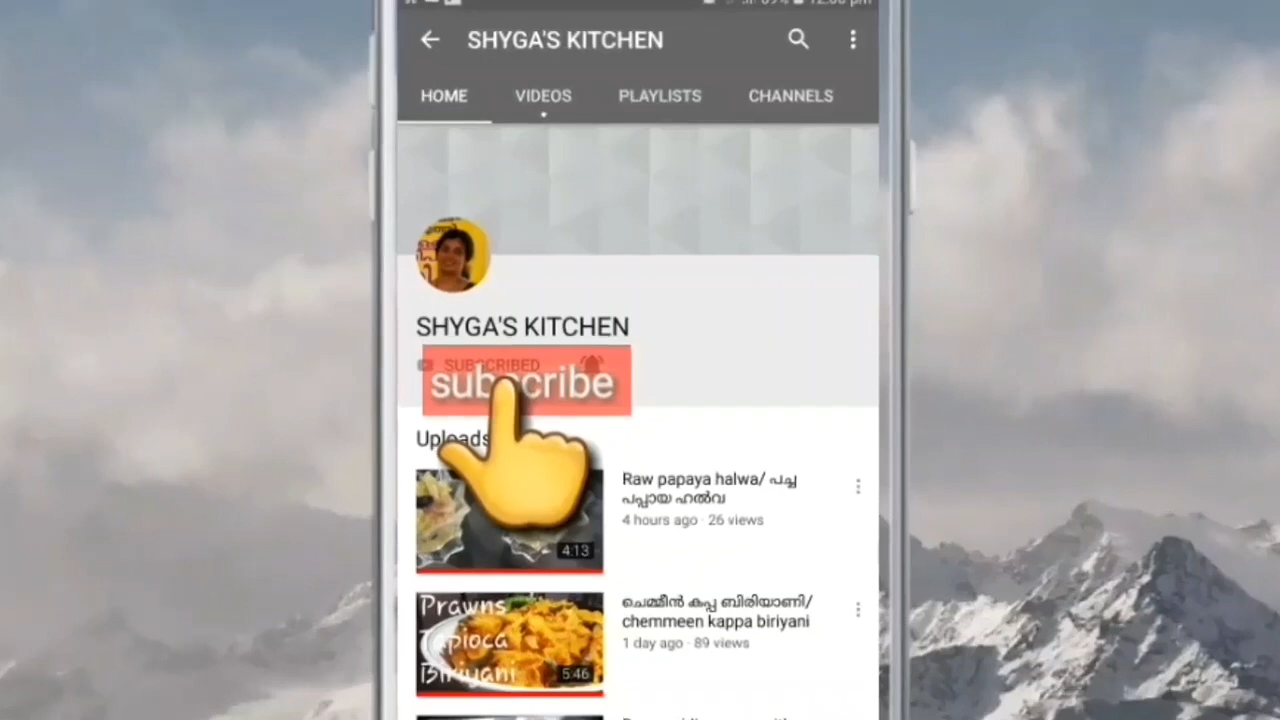 SHYGA'S KITCHEN
HOME VIDEOS PLAYLISTS CHANNELS
SHYGA'S KITCHEN
SUBSCRIBED
subscribe
Uploads
Raw papaya halwa/ പച്ച
പപ്പായ ഹൽവ
4 hours ago · 26 views
4:13
Prawns
Tapioca
Biriyani
5:46
ചെമ്മീൻ കപ്പ ബിരിയാണി/
chemmeen kappa biriyani
1 day ago · 89 views